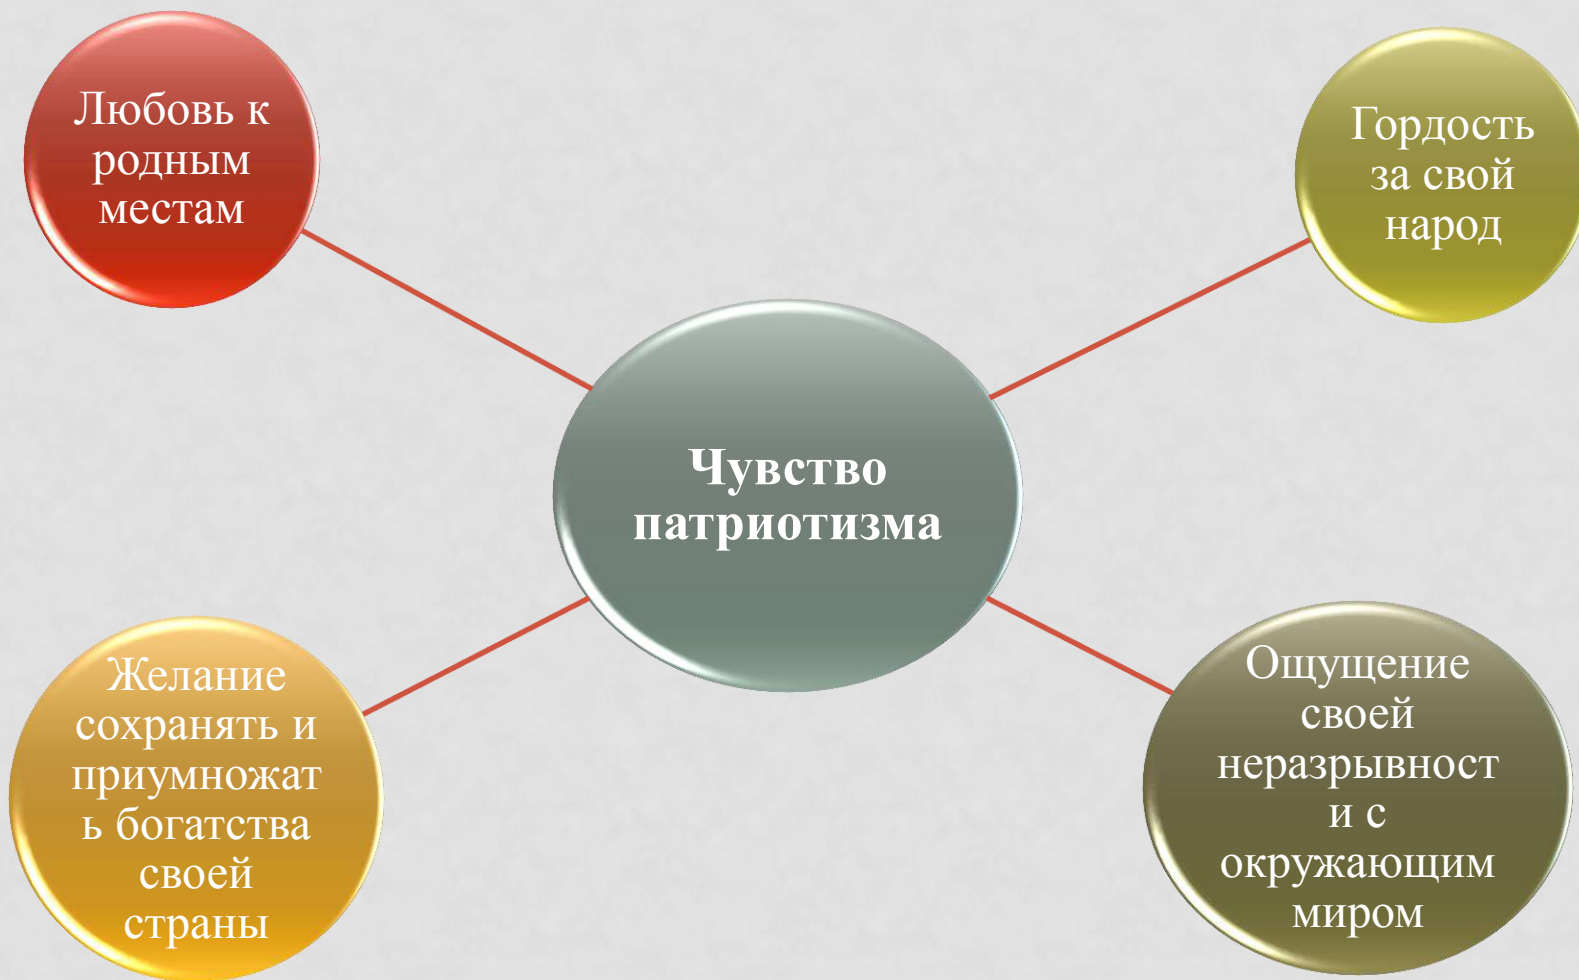 Любовь к
родным
местам
Гордость
за свой
народ
Чувство
патриотизма
Желание
сохранять и
приумножат
ь богатства
своей
страны
Ощущение
своей
неразрывност
и с
окружающим
миром